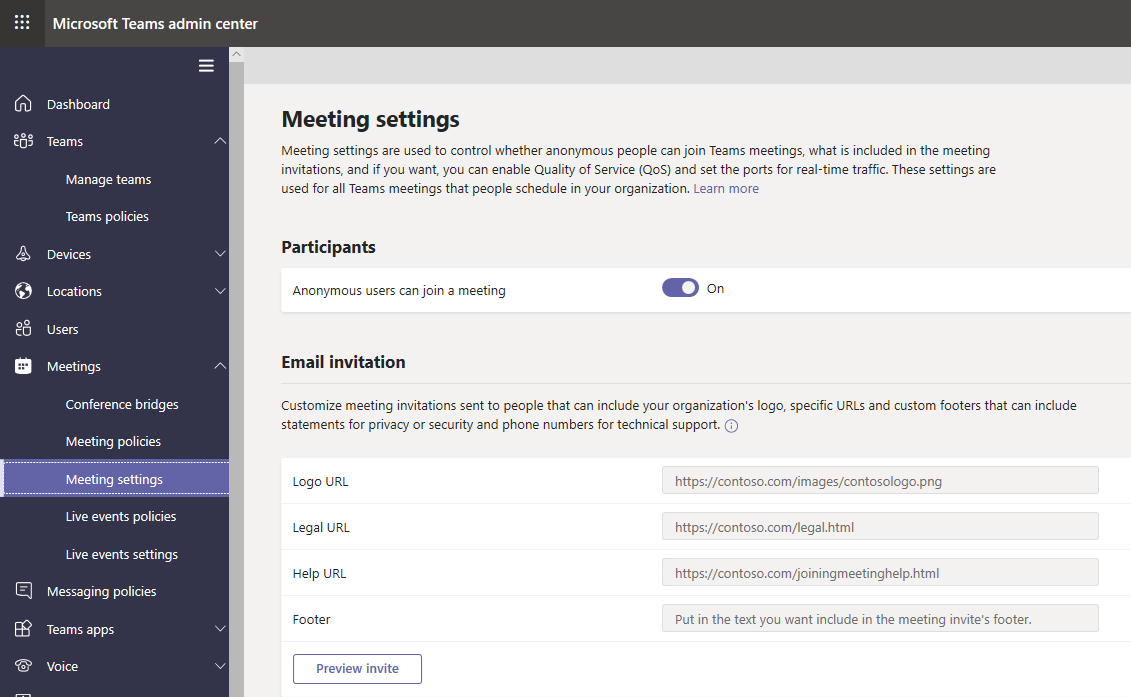 Microsoft Teams admin center
Dashboard
Teams
Manage teams
Teams policies
Devices
Locations
Users
Meetings
Conference bridges
Meeting policies
Meeting settings
Live events policies
Live events settings
Messaging policies
Teams apps
Voice
Meeting settings
Meeting settings are used to control whether anonymous people can join Teams meetings, what is included in the meeting
invitations, and if you want, you can enable Quality of Service (QoS) and set the ports for real-time traffic. These settings are
used for all Teams meetings that people schedule in your organization. Learn more
Participants
Anonymous users can join a meeting On
Email invitation
Customize meeting invitations sent to people that can include your organization's logo, specific URLs and custom footers that can include
statements for privacy or security and phone numbers for technical support.
Logo URL https://contoso.com/images/contosologo.png
Legal URL https://contoso.com/legal.html
Help URL https://contoso.com/joiningmeetinghelp.html
Footer Put in the text you want include in the meeting invite's footer.
Preview invite